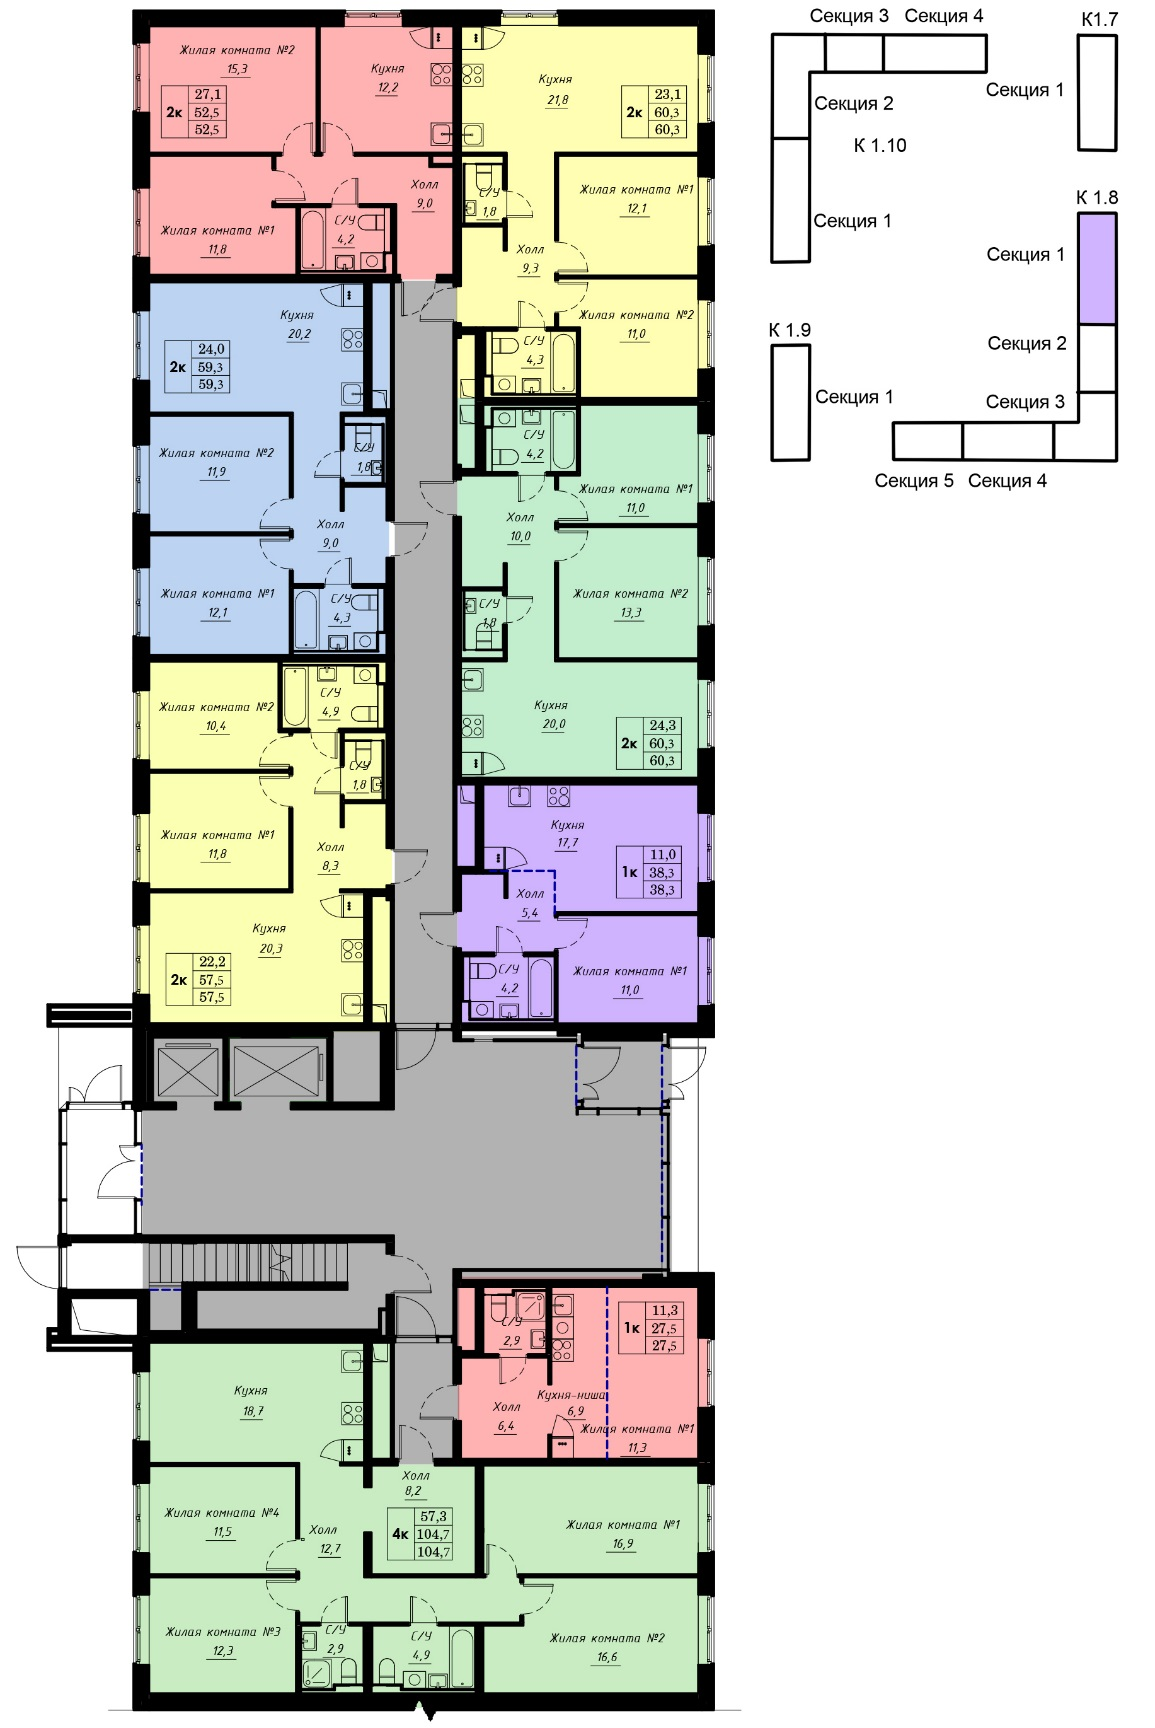 Секция 3 Секция 4
К1.7
Секция 1
Секция 2
К 1.10
Секция 1
К 1.8
Секция 1
Секция 2
Секция 3
К 1.9
Секция 1
Секция 5 Секция 4
Жилая комната №2
15,3
2к
27,1
52,5
52,5
Кухня
12,2
Холл
9,0
С/У
4,2
Жилая комната №1
11,8
Кухня
21,8
2к
23,1
60,3
60,3
С/У
1,8
Жилая комната №1
12,1
Холл
9,3
Жилая комната №2
11,0
С/У
4,3
Кухня
20,2
2к
24,0
59,3
59,3
Жилая комната №2
11,9
С/У
1,8
Холл
9,0
Жилая комната №1
12,1
С/У
4,3
С/У
4,2
Жилая комната №1
11,0
Холл
10,0
Жилая комната №2
13,3
С/У
1,8
Кухня
20,0
2к
24,3
60,3
60,3
Жилая комната №2
10,4
С/У
4,9
С/У
1,8
Жилая комната №1
11,8
Холл
8,3
Кухня
20,3
2к
22,2
57,5
57,5
Кухня
17,7
1к
11,0
38,3
38,3
Холл
5,4
С/У
4,2
Жилая комната №1
11,0
С/У
2,9
1к
11,3
27,5
27,5
Холл
6,4
Кухня-ниша
6,9
Жилая комната №1
11,3
Кухня
18,7
Холл
8,2
4к
57,3
104,7
104,7
Жилая комната №4
11,5
Холл
12,7
Жилая комната №1
16,9
Жилая комната №3
12,3
С/У
2,9
С/У
4,9
Жилая комната №2
16,6